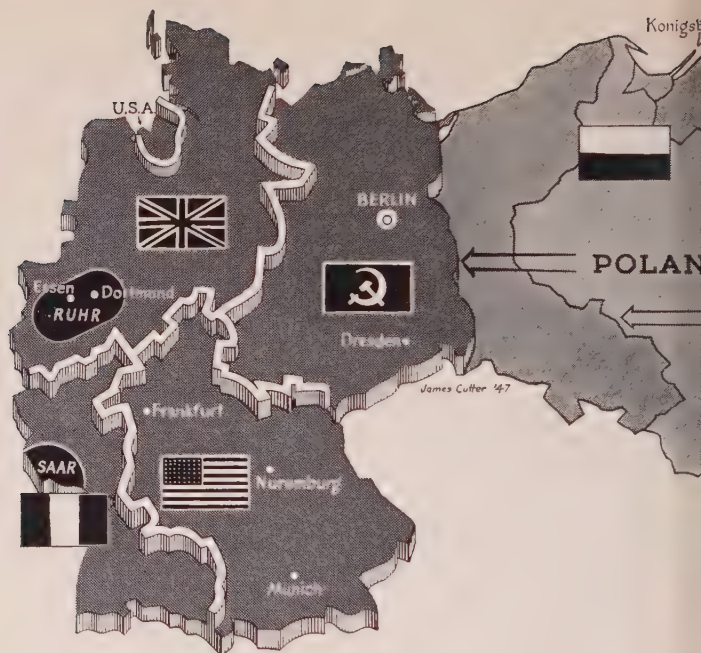 Konigsb
U.S.A.
BERLIN
POLAN
Essen
Dortmund
RUHR
Dresden
James Cutter '47
Frankfurt
SAAR
Nuremburg
Munich